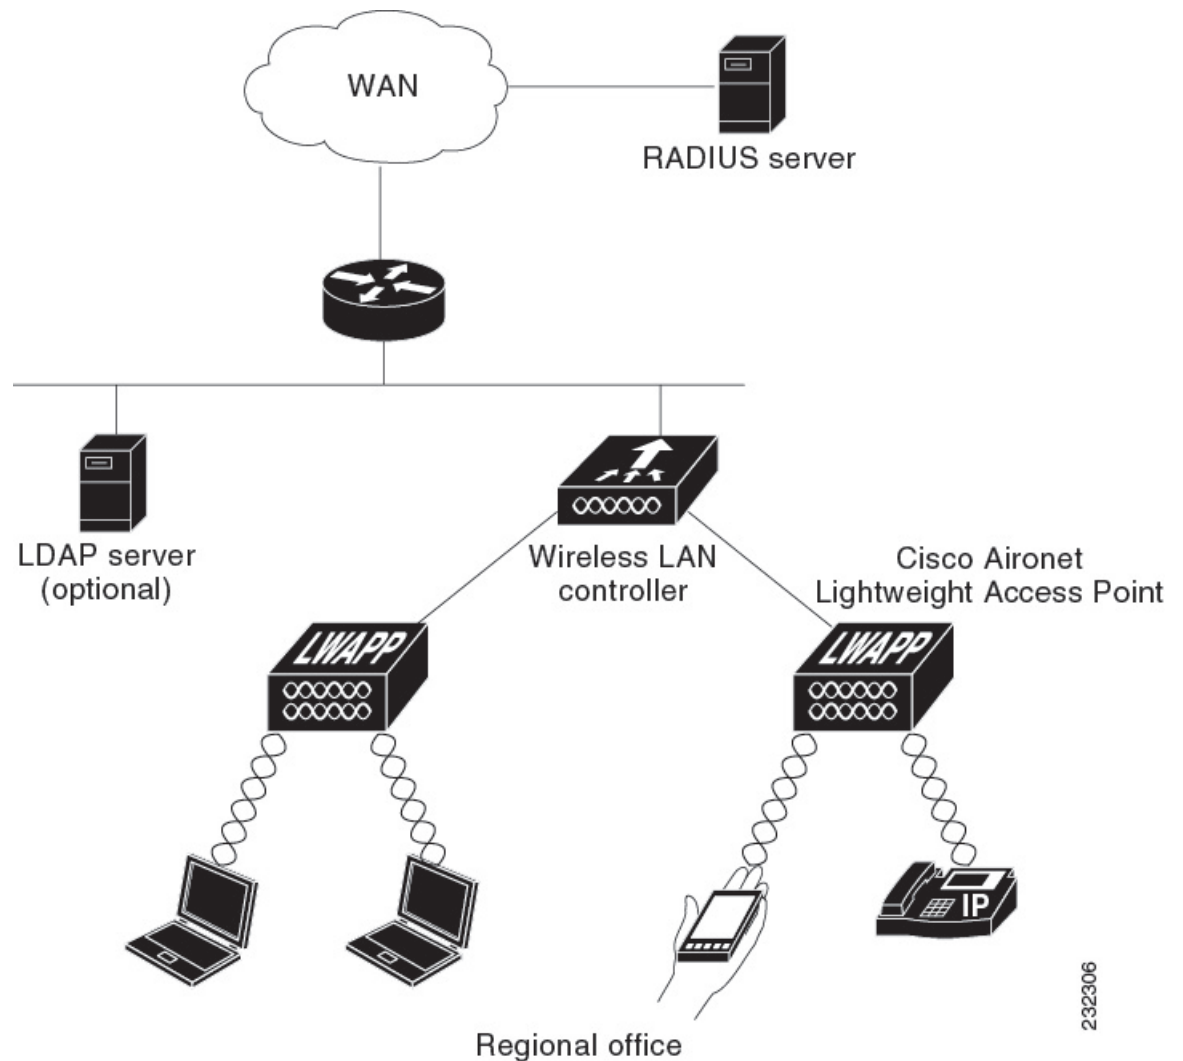 WAN
RADIUS server
LDAP server
(optional)
Wireless LAN
controller
Cisco Aironet
Lightweight Access Point
LWAPP
LWAPP
IP
Regional office
232306